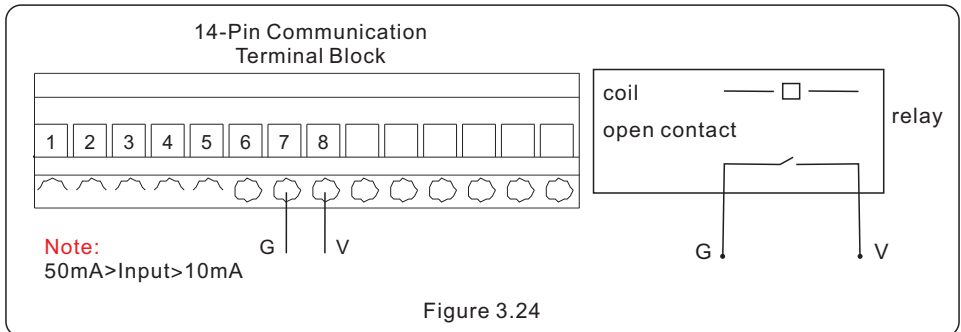 14-Pin Communication
Terminal Block
1 2 3 4 5 6 7 8
G V
Note:
50mA>Input>10mA
coil
open contact
relay
G V
Figure 3.24